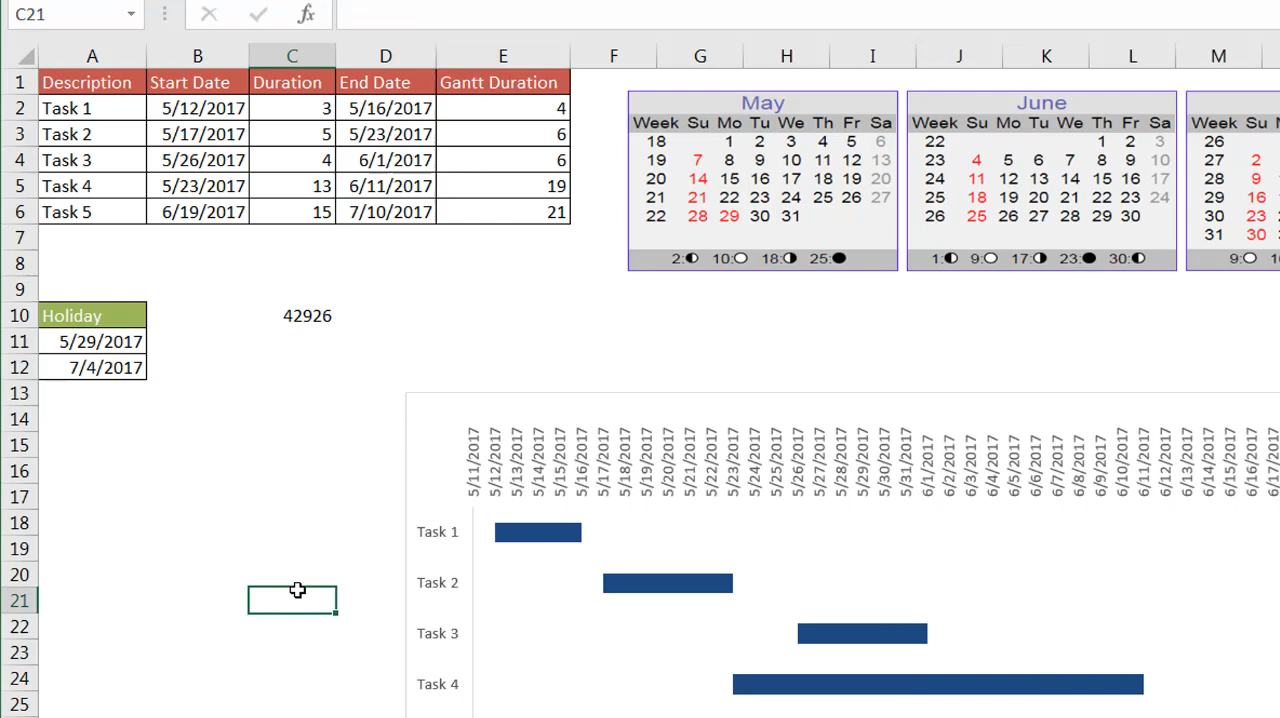 C21
fx
A B C D E F G H I J K L M
1 Description Start Date Duration End Date Gantt Duration
2 Task 1 5/12/2017 3 5/16/2017 4
3 Task 2 5/17/2017 5 5/23/2017 6
4 Task 3 5/26/2017 4 6/1/2017 6
5 Task 4 5/23/2017 13 6/11/2017 19
6 Task 5 6/19/2017 15 7/10/2017 21
7
8
9
10 Holiday 42926
11 5/29/2017
12 7/4/2017
13
14
15
16
17
18
19
20
21
22
23
24
25
May
Week Su Mo Tu We Th Fr Sa
18 1 2 3 4 5 6
19 7 8 9 10 11 12 13
20 14 15 16 17 18 19 20
21 21 22 23 24 25 26 27
22 28 29 30 31
2: 10: 18: 25:
June
Week Su Mo Tu We Th Fr Sa
22 1 2 3
23 4 5 6 7 8 9 10
24 11 12 13 14 15 16 17
25 18 19 20 21 22 23 24
26 25 26 27 28 29 30
1: 9: 17: 23: 30:
Week Su
26
27 2
28 9
29 16
30 23
31 30
9:
5/11/2017 5/12/2017 5/13/2017 5/14/2017 5/15/2017 5/16/2017 5/17/2017 5/18/2017 5/19/2017 5/20/2017 5/21/2017 5/22/2017 5/23/2017 5/24/2017 5/25/2017 5/26/2017 5/27/2017 5/28/2017 5/29/2017 5/30/2017 5/31/2017 6/1/2017 6/2/2017 6/3/2017 6/4/2017 6/5/2017 6/6/2017 6/7/2017 6/8/2017 6/9/2017 6/10/2017 6/11/2017 6/12/2017 6/13/2017 6/14/2017 6/15/2017 6/16/2017 6/17/2017
Task 1
Task 2
Task 3
Task 4